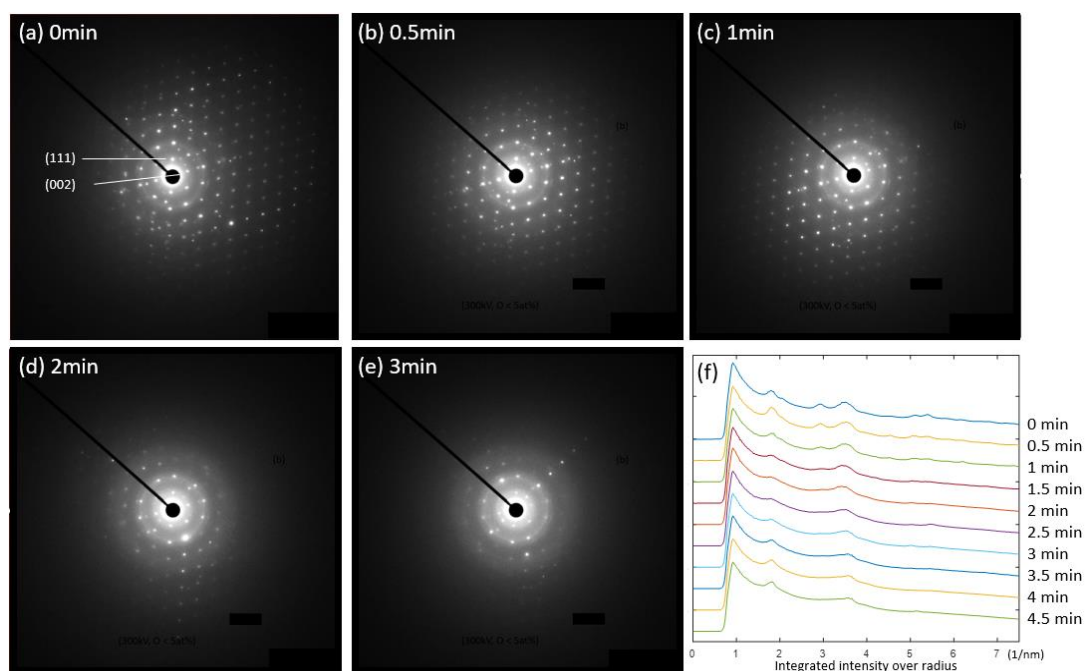 (a) 0min
(111)
(002)
(b) 0.5min
(b)
(300kV, O < 5at%)
(c) 1min
(b)
(300kV, O < 5at%)
(d) 2min
(b)
(300kV, O < 5at%)
(e) 3min
(b)
(300kV, O < 5at%)
(f)
0 min
0.5 min
1 min
1.5 min
2 min
2.5 min
3 min
3.5 min
4 min
4.5 min
0 1 2 3 4 5 6 7 (1/nm)
Integrated intensity over radius